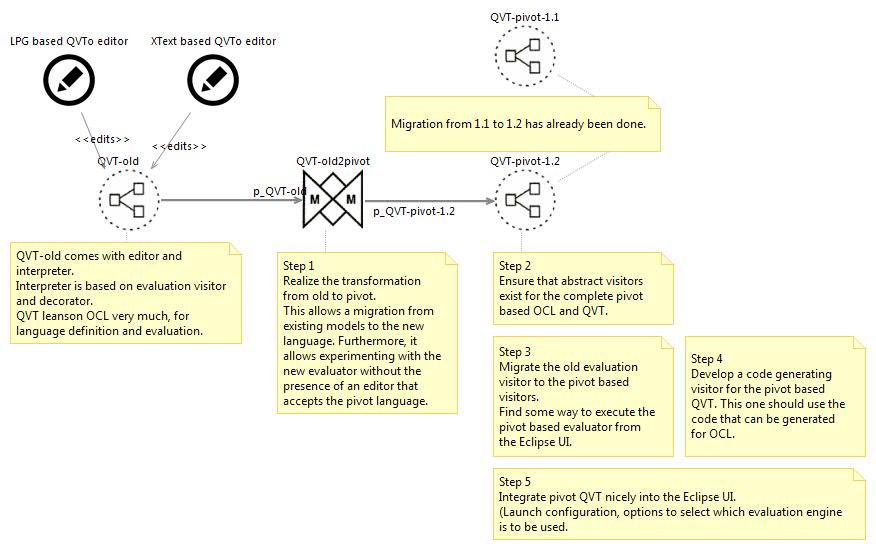 QVT-pivot-1.1
LPG based QVTo editor
XText based QVTo editor
Migration from 1.1 to 1.2 has already been done.
<<edits>>
<<edits>>
QVT-old
QVT-old2pivot
QVT-pivot-1.2
p_QVT-old
M M
p_QVT-pivot-1.2
QVT-old comes with editor and
interpreter.
Interpreter is based on evaluation visitor
and decorator.
QVT leanson OCL very much, for
language definition and evaluation.
Step 1
Realize the transformation
from old to pivot.
This allows a migration from
existing models to the new
language. Furthermore, it
allows experimenting with the
new evaluator without the
presence of an editor that
accepts the pivot language.
Step 2
Ensure that abstract visitors
exist for the complete pivot
based OCL and QVT.
Step 3
Migrate the old evaluation
visitor to the pivot based
visitors.
Find some way to execute the
pivot based evaluator from
the Eclipse UI.
Step 4
Develop a code generating
visitor for the pivot based
QVT. This one should use the
code that can be generated
for OCL.
Step 5
Integrate pivot QVT nicely into the Eclipse UI.
(Launch configuration, options to select which evaluation engine
is to be used.